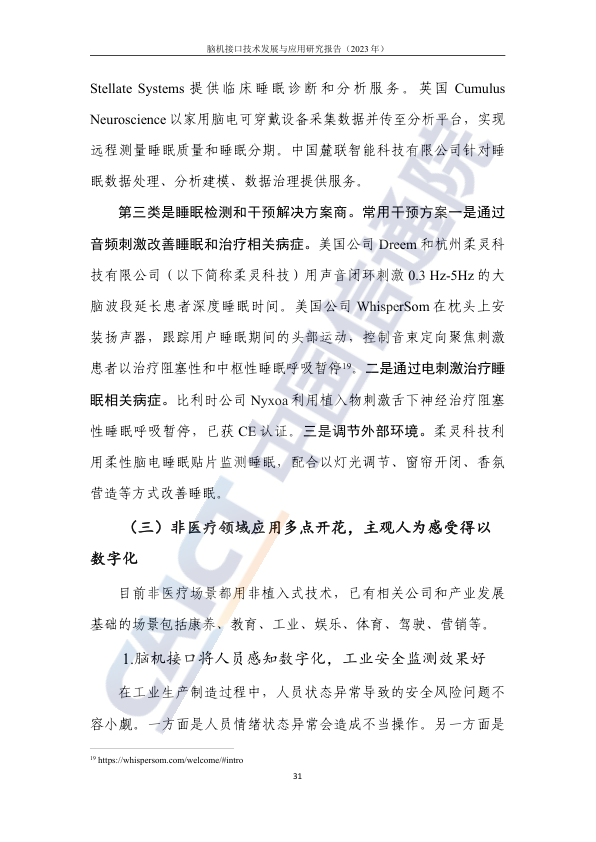 脑机接口技术发展与应用研究报告（2023 年）
Stellate Systems 提供临床睡眠诊断和分析服务。英国 Cumulus
Neuroscience 以家用脑电可穿戴设备采集数据并传至分析平台，实现
远程测量睡眠质量和睡眠分期。中国麓联智能科技有限公司针对睡
眠数据处理、分析建模、数据治理提供服务。
第三类是睡眠检测和干预解决方案商。常用干预方案一是通过
音频刺激改善睡眠和治疗相关病症。美国公司 Dreem 和杭州柔灵科
技有限公司（以下简称柔灵科技）用声音闭环刺激 0.3 Hz-5Hz 的大
脑波段延长患者深度睡眠时间。美国公司 WhisperSom 在枕头上安
装扬声器，跟踪用户睡眠期间的头部运动，控制音束定向聚焦刺激
患者以治疗阻塞性和中枢性睡眠呼吸暂停19。二是通过电刺激治疗睡
眠相关病症。比利时公司 Nyxoa 利用植入物刺激舌下神经治疗阻塞
性睡眠呼吸暂停，已获 CE 认证。三是调节外部环境。柔灵科技利
用柔性脑电睡眠贴片监测睡眠，配合以灯光调节、窗帘开闭、香氛
营造等方式改善睡眠。
（三）非医疗领域应用多点开花，主观人为感受得以
数字化
目前非医疗场景都用非植入式技术，已有相关公司和产业发展
基础的场景包括康养、教育、工业、娱乐、体育、驾驶、营销等。
1.脑机接口将人员感知数字化，工业安全监测效果好
在工业生产制造过程中，人员状态异常导致的安全风险问题不
容小觑。一方面是人员情绪状态异常会造成不当操作。另一方面是
19 https://whispersom.com/welcome/#intro
31
CAICT 中国信通院